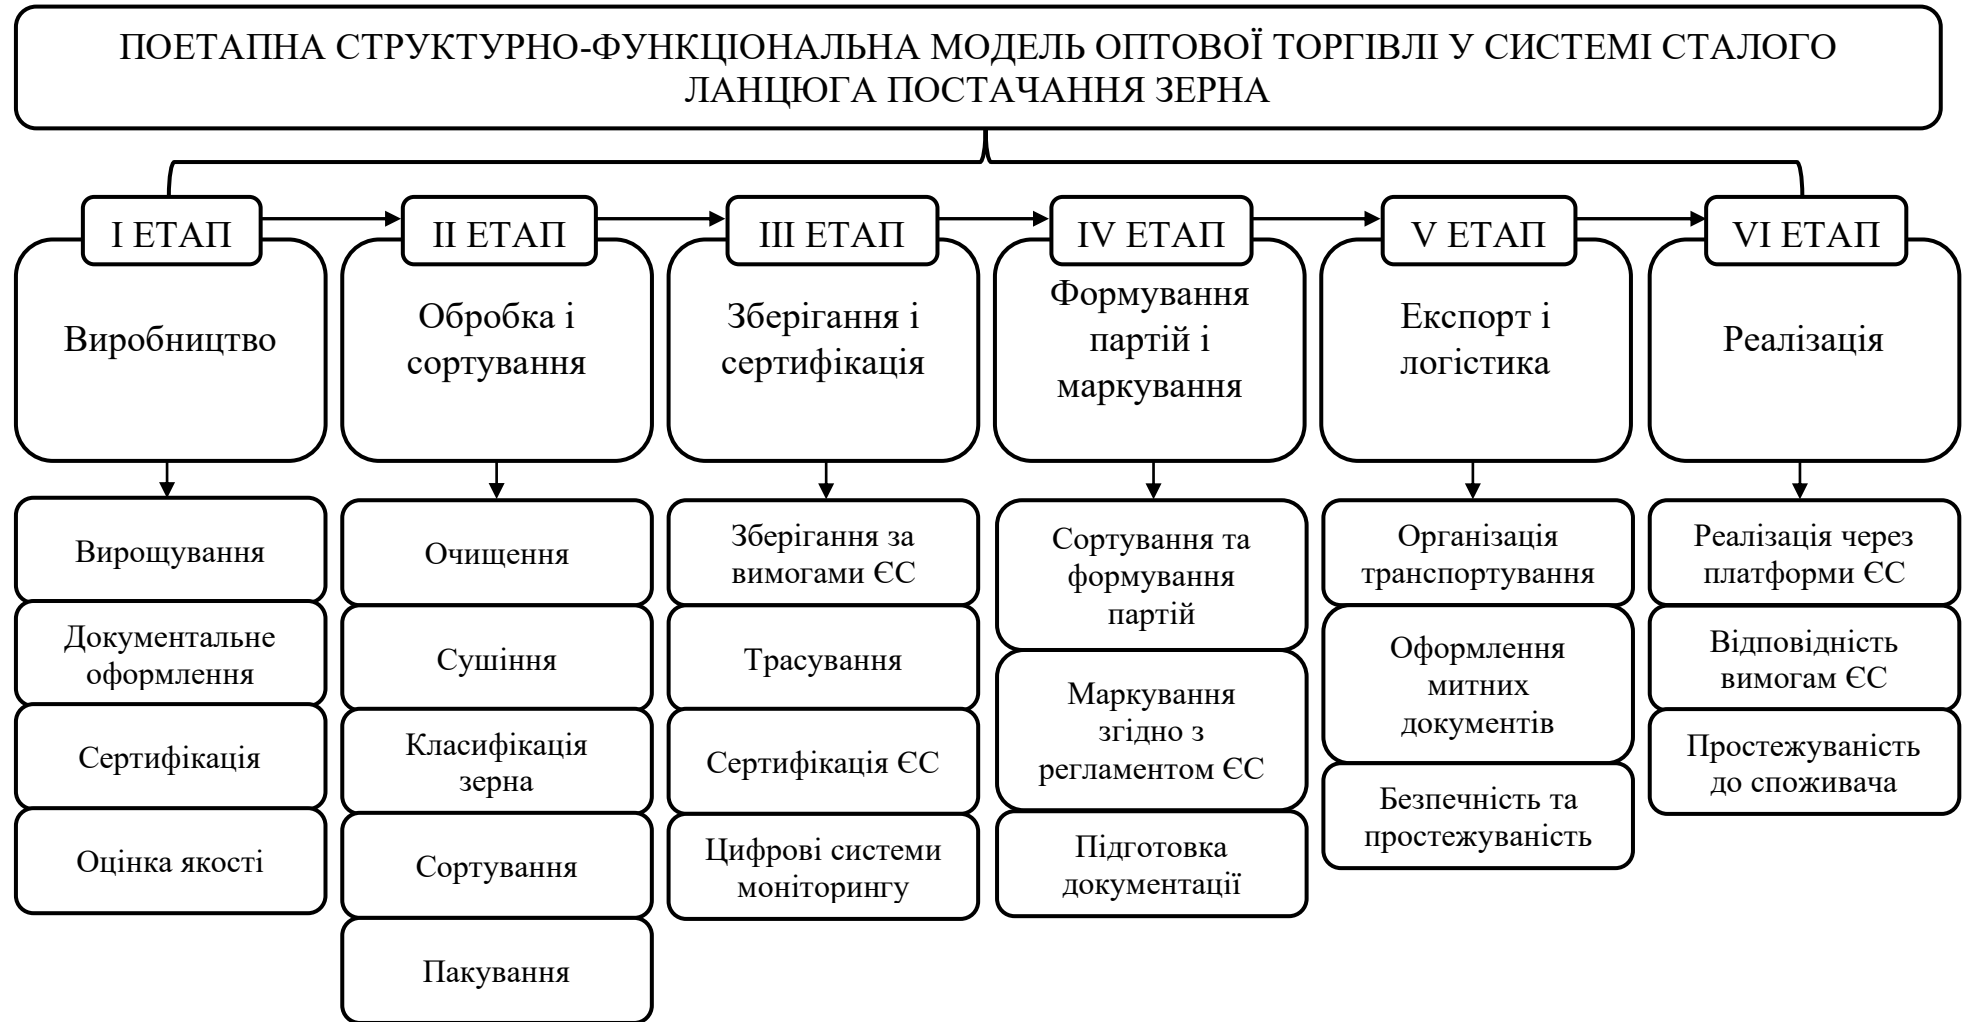 ПОЕТАПНА СТРУКТУРНО-ФУНКЦІОНАЛЬНА МОДЕЛЬ ОПТОВОЇ ТОРГІВЛІ У СИСТЕМІ СТАЛОГО
ЛАНЦЮГА ПОСТАЧАННЯ ЗЕРНА
І ЕТАП
Виробництво
Вирощування
Документальне
оформлення
Сертифікація
Оцінка якості
ІІ ЕТАП
Обробка і
сортування
Очищення
Сушіння
Класифікація
зерна
Сортування
Пакування
ІІІ ЕТАП
Зберігання і
сертифікація
Зберігання за
вимогами ЄС
Трасування
Сертифікація ЄС
Цифрові системи
моніторингу
IV ЕТАП
Формування
партій і
маркування
Сортування та
формування
партій
Маркування
згідно з
регламентом ЄС
Підготовка
документації
V ЕТАП
Експорт і
логістика
Організація
транспортування
Оформлення
митних
документів
Безпечність та
простежуваність
VI ЕТАП
Реалізація
Реалізація через
платформи ЄС
Відповідність
вимогам ЄС
Простежуваність
до споживача